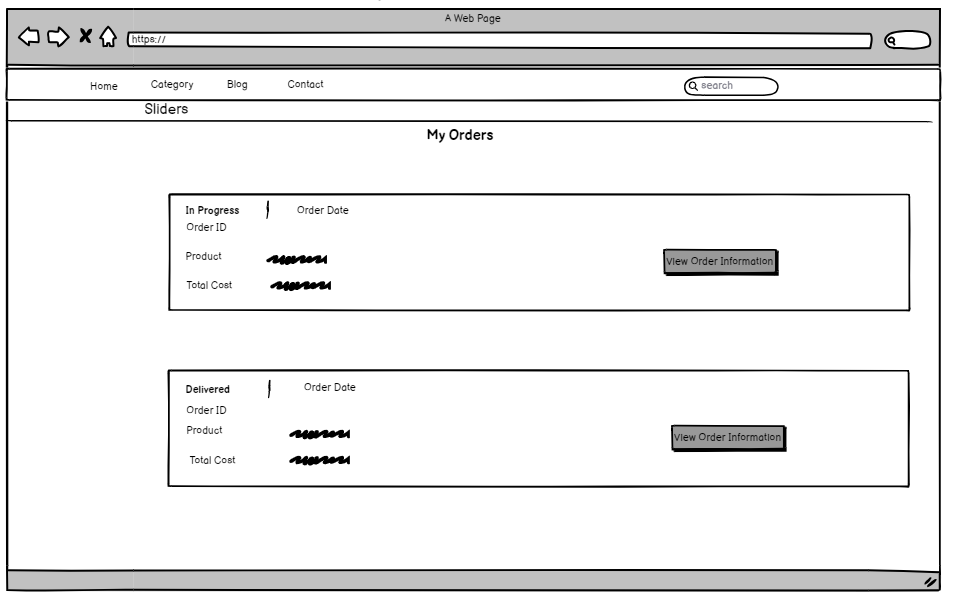 A Web Page
https://
Home Category Blog Contact search
Sliders
My Orders
In Progress Order Date
Order ID
Product
View Order Information
Total Cost
Delivered Order Date
Order ID
Product
View Order Information
Total Cost